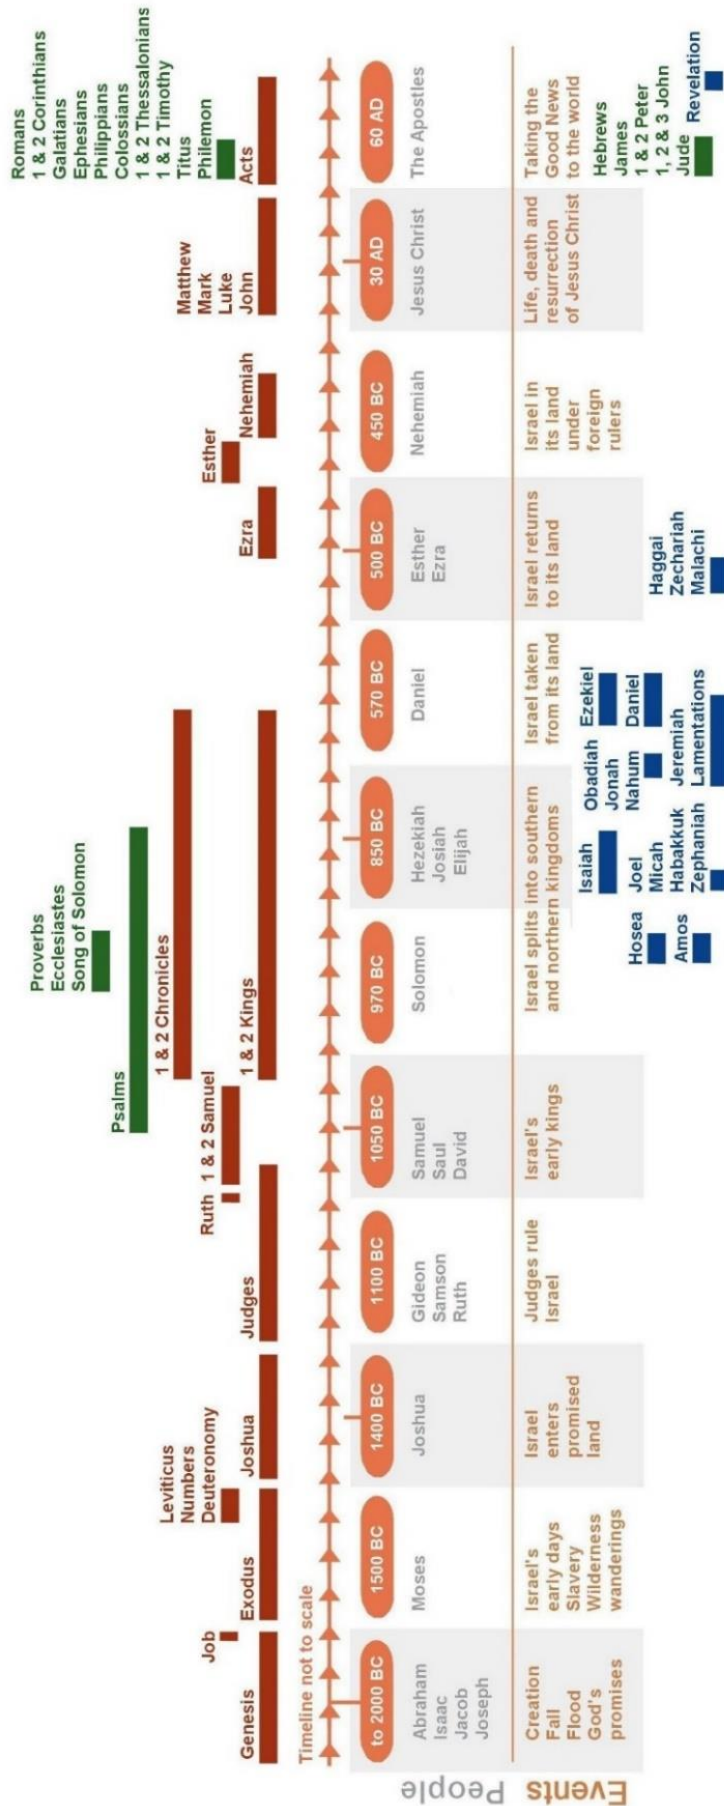 Romans
1 & 2 Corinthians
Galatians
Ephesians
Philippians
Colossians
1 & 2 Thessalonians
1 & 2 Timothy
Titus
Philemon
Proverbs
Ecclesiastes
Song of Solomon
Psalms
Leviticus
Numbers
Deuteronomy
1 & 2 Chronicles
Matthew
Mark
Luke
John
Job
Ruth
1 & 2 Samuel
Esther
Genesis
Exodus
Joshua
Judges
1 & 2 Kings
Ezra
Nehemiah
Acts
Timeline not to scale
to 2000 BC
1500 BC
1400 BC
1100 BC
1050 BC
970 BC
850 BC
570 BC
500 BC
450 BC
30 AD
60 AD
People
Abraham
Isaac
Jacob
Joseph
Moses
Joshua
Gideon
Samson
Ruth
Samuel
Saul
David
Solomon
Hezekiah
Josiah
Elijah
Daniel
Esther
Ezra
Nehemiah
Jesus Christ
The Apostles
Events
Creation
Fall
Flood
God's
promises
Israel's
early days
Slavery
Wilderness
wanderings
Israel
enters
promised
land
Judges rule
Israel
Israel's
early kings
Israel splits into southern
and northern kingdoms
Israel taken
from its land
Israel returns
to its land
Israel in
its land
under
foreign
rulers
Life, death and
resurrection
of Jesus Christ
Taking the
Good News
to the world
Hosea
Amos
Isaiah
Joel
Micah
Habakkuk
Zephaniah
Obadiah
Jonah
Nahum
Jeremiah
Lamentations
Ezekiel
Daniel
Haggai
Zechariah
Malachi
Hebrews
James
1 & 2 Peter
1, 2 & 3 John
Jude
Revelation